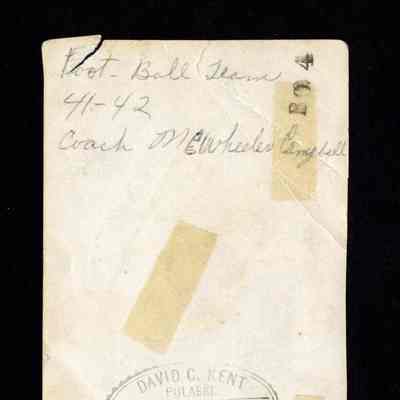 Foot-Ball Team
41-42
Coach McWheeler Campbell
B04
DAVID C. KENT
PULASKI